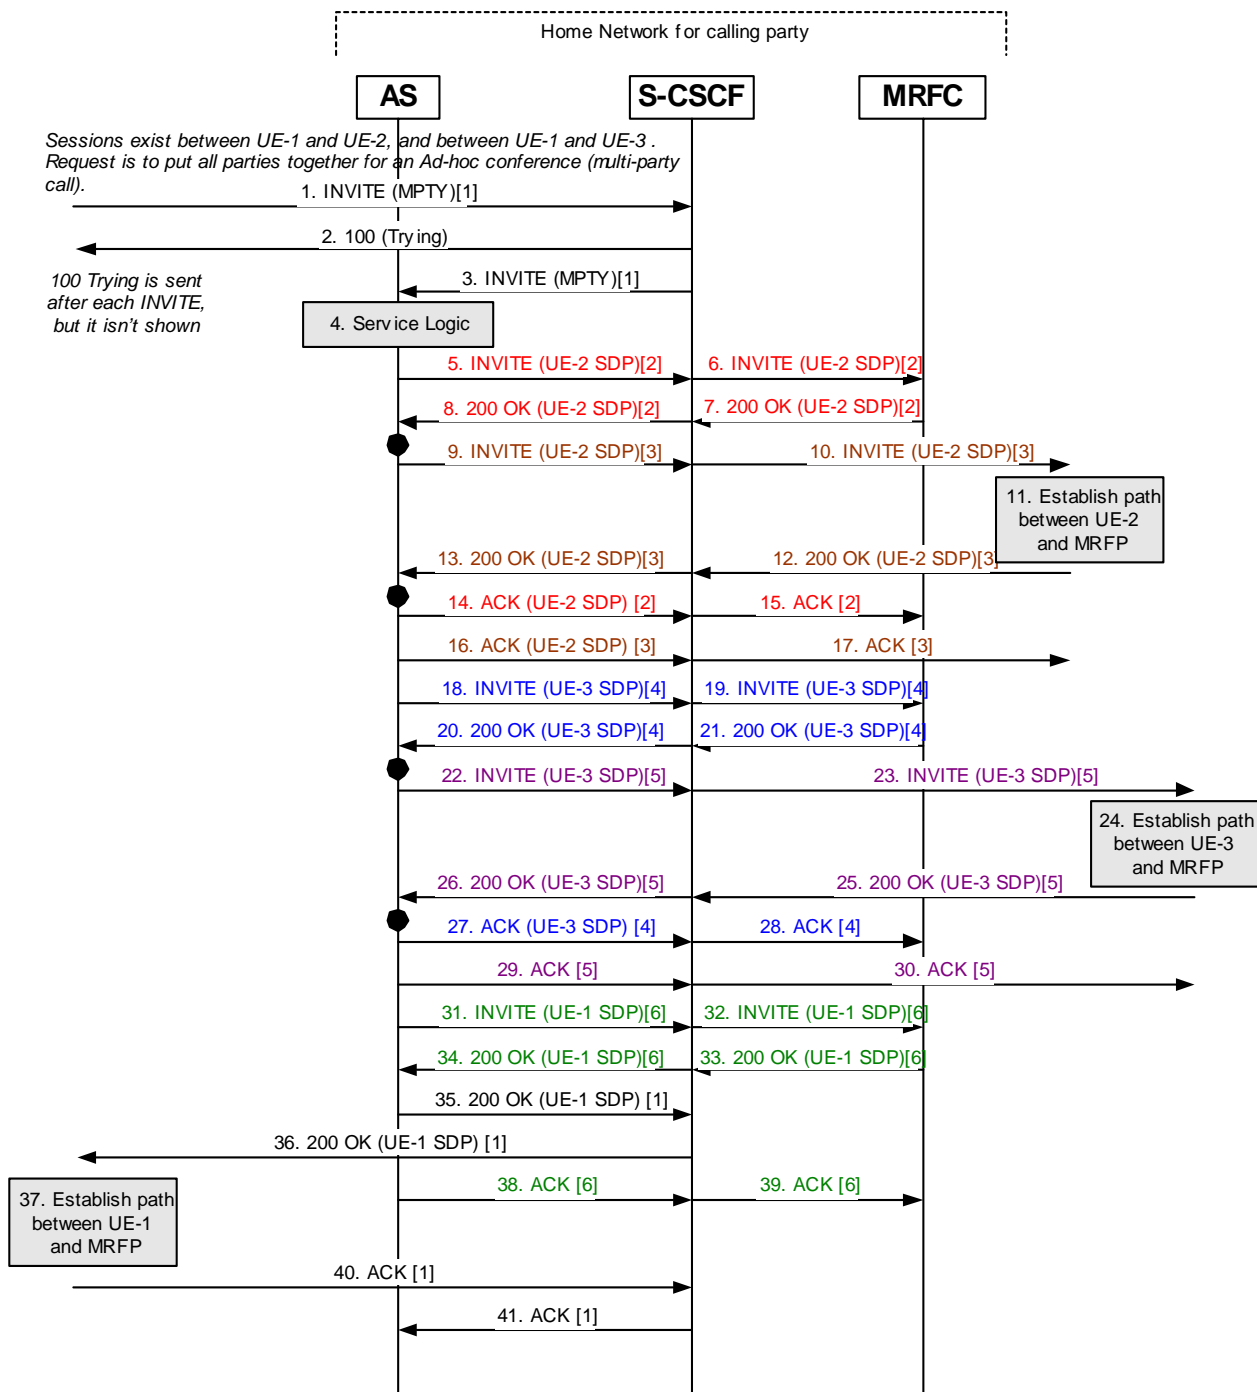 Home Network for calling party
AS
S-CSCF
MRFC
Sessions exist between UE-1 and UE-2, and between UE-1 and UE-3 .
Request is to put all parties together for an Ad-hoc conference (multi-party
call).
1. INVITE (MPTY)[1]
2. 100 (Trying)
100 Trying is sent
after each INVITE,
but it isn't shown
3. INVITE (MPTY)[1]
4. Service Logic
5. INVITE (UE-2 SDP)[2]
6. INVITE (UE-2 SDP)[2]
8. 200 OK (UE-2 SDP)[2]
7. 200 OK (UE-2 SDP)[2]
9. INVITE (UE-2 SDP)[3]
10. INVITE (UE-2 SDP)[3]
11. Establish path
between UE-2
and MRFP
13. 200 OK (UE-2 SDP)[3]
12. 200 OK (UE-2 SDP)[3]
14. ACK (UE-2 SDP) [2]
15. ACK [2]
16. ACK (UE-2 SDP) [3]
17. ACK [3]
18. INVITE (UE-3 SDP)[4]
19. INVITE (UE-3 SDP)[4]
20. 200 OK (UE-3 SDP)[4]
21. 200 OK (UE-3 SDP)[4]
22. INVITE (UE-3 SDP)[5]
23. INVITE (UE-3 SDP)[5]
24. Establish path
between UE-3
and MRFP
26. 200 OK (UE-3 SDP)[5]
25. 200 OK (UE-3 SDP)[5]
27. ACK (UE-3 SDP) [4]
28. ACK [4]
29. ACK [5]
30. ACK [5]
31. INVITE (UE-1 SDP)[6]
32. INVITE (UE-1 SDP)[6]
34. 200 OK (UE-1 SDP)[6]
33. 200 OK (UE-1 SDP)[6]
35. 200 OK (UE-1 SDP) [1]
36. 200 OK (UE-1 SDP) [1]
37. Establish path
between UE-1
and MRFP
38. ACK [6]
39. ACK [6]
40. ACK [1]
41. ACK [1]